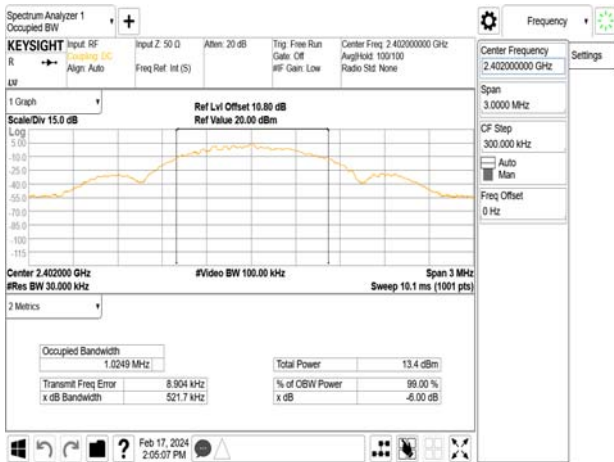 Spectrum Analyzer 1
Occupied BW
+
Frequency
KEYSIGHT
R
Input: RF
Coupling: DC
Align: Auto
Input Z: 50 Ω
Freq Ref: Int (S)
Atten: 20 dB
Trig: Free Run
Gate: Off
#IF Gain: Low
Center Freq: 2.402000000 GHz
Avg|Hold: 100/100
Radio Std: None
Center Frequency
2.402000000 GHz
Settings
Span
3.0000 MHz
CF Step
300.000 kHz
Auto
Man
Freq Offset
0 Hz
1 Graph
Scale/Div 15.0 dB
Ref Lvl Offset 10.80 dB
Ref Value 20.00 dBm
Log
5.00
-10.0
-25.0
-40.0
-55.0
-70.0
-85.0
-100
-115
Center 2.402000 GHz
#Res BW 30.000 kHz
#Video BW 100.00 kHz
Span 3 MHz
Sweep 10.1 ms (1001 pts)
2 Metrics
Occupied Bandwidth
1.0249 MHz
Total Power 13.4 dBm
Transmit Freq Error 8.904 kHz
% of OBW Power 99.00 %
x dB Bandwidth 521.7 kHz
x dB -6.00 dB
?
Feb 17, 2024
2:05:07 PM